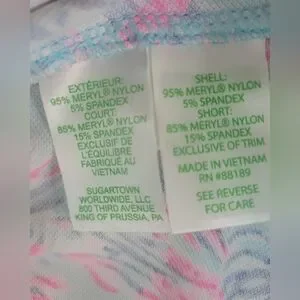 EXTÉRIEUR:
95% MERYL® NYLON
5% SPANDEX
COURT:
85% MERYL® NYLON
15% SPANDEX
EXCLUSIF DE
L'ÉQUILIBRE
FABRIQUÉ AU
VIETNAM
SUGARTOWN
WORLDWIDE, LLC
800 THIRD AVENUE
KING OF PRUSSIA, PA
SHELL:
95% MERYL® NYLON
5% SPANDEX
SHORT:
85% MERYL® NYLON
15% SPANDEX
EXCLUSIVE OF TRIM
MADE IN VIETNAM
RN #88189
SEE REVERSE
FOR CARE